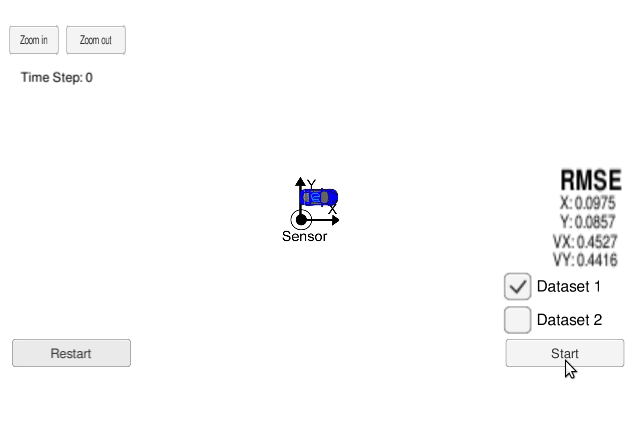 Zoom in
Zoom out
Time Step: 0
Y
X
Sensor
RMSE
X: 0.0975
Y: 0.0857
VX: 0.4527
VY: 0.4416
Dataset 1
Dataset 2
Restart
Start